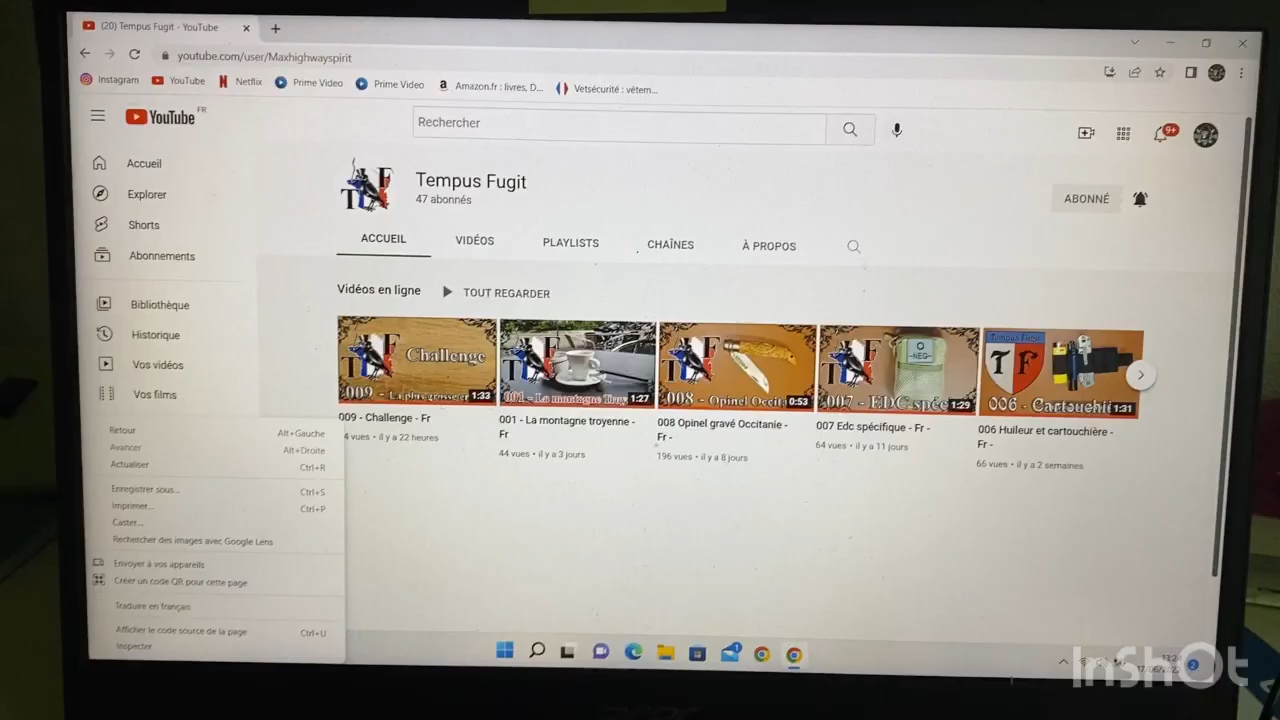 (20) Tempus Fugit - YouTube
youtube.com/user/Maxhighwayspirit
Instagram YouTube Netflix Prime Video Prime Video Amazon.fr : livres, D... Vetsécurité : vêtem...
YouTube FR
Rechercher
9+
Accueil
Explorer
Shorts
Abonnements
Bibliothèque
Historique
Vos vidéos
Vos films
T F
Tempus Fugit
47 abonnés
ABONNÉ
ACCUEIL VIDÉOS PLAYLISTS CHAÎNES À PROPOS
Vidéos en ligne TOUT REGARDER
T F Challenge
009 - La plus grosse 1:33
009 - Challenge - Fr
4 vues • il y a 22 heures
001 - La montagne Troy 1:27
001 - La montagne troyenne - Fr
44 vues • il y a 3 jours
T F
008 - Opinel Occit 0:53
008 Opinel gravé Occitanie - Fr -
196 vues • il y a 8 jours
T F -NEG-
007 - EDC spéc 1:29
007 Edc spécifique - Fr -
64 vues • il y a 11 jours
Tempus Fugit
T F
006 - Cartouchi 1:31
006 Huileur et cartouchière - Fr -
66 vues • il y a 2 semaines
Retour Alt+Gauche
Avancer Alt+Droite
Actualiser Ctrl+R
Enregistrer sous... Ctrl+S
Imprimer... Ctrl+P
Caster...
Rechercher des images avec Google Lens
Envoyer à vos appareils
Créer un code QR pour cette page
Traduire en français
Afficher le code source de la page Ctrl+U
Inspecter
InShOt